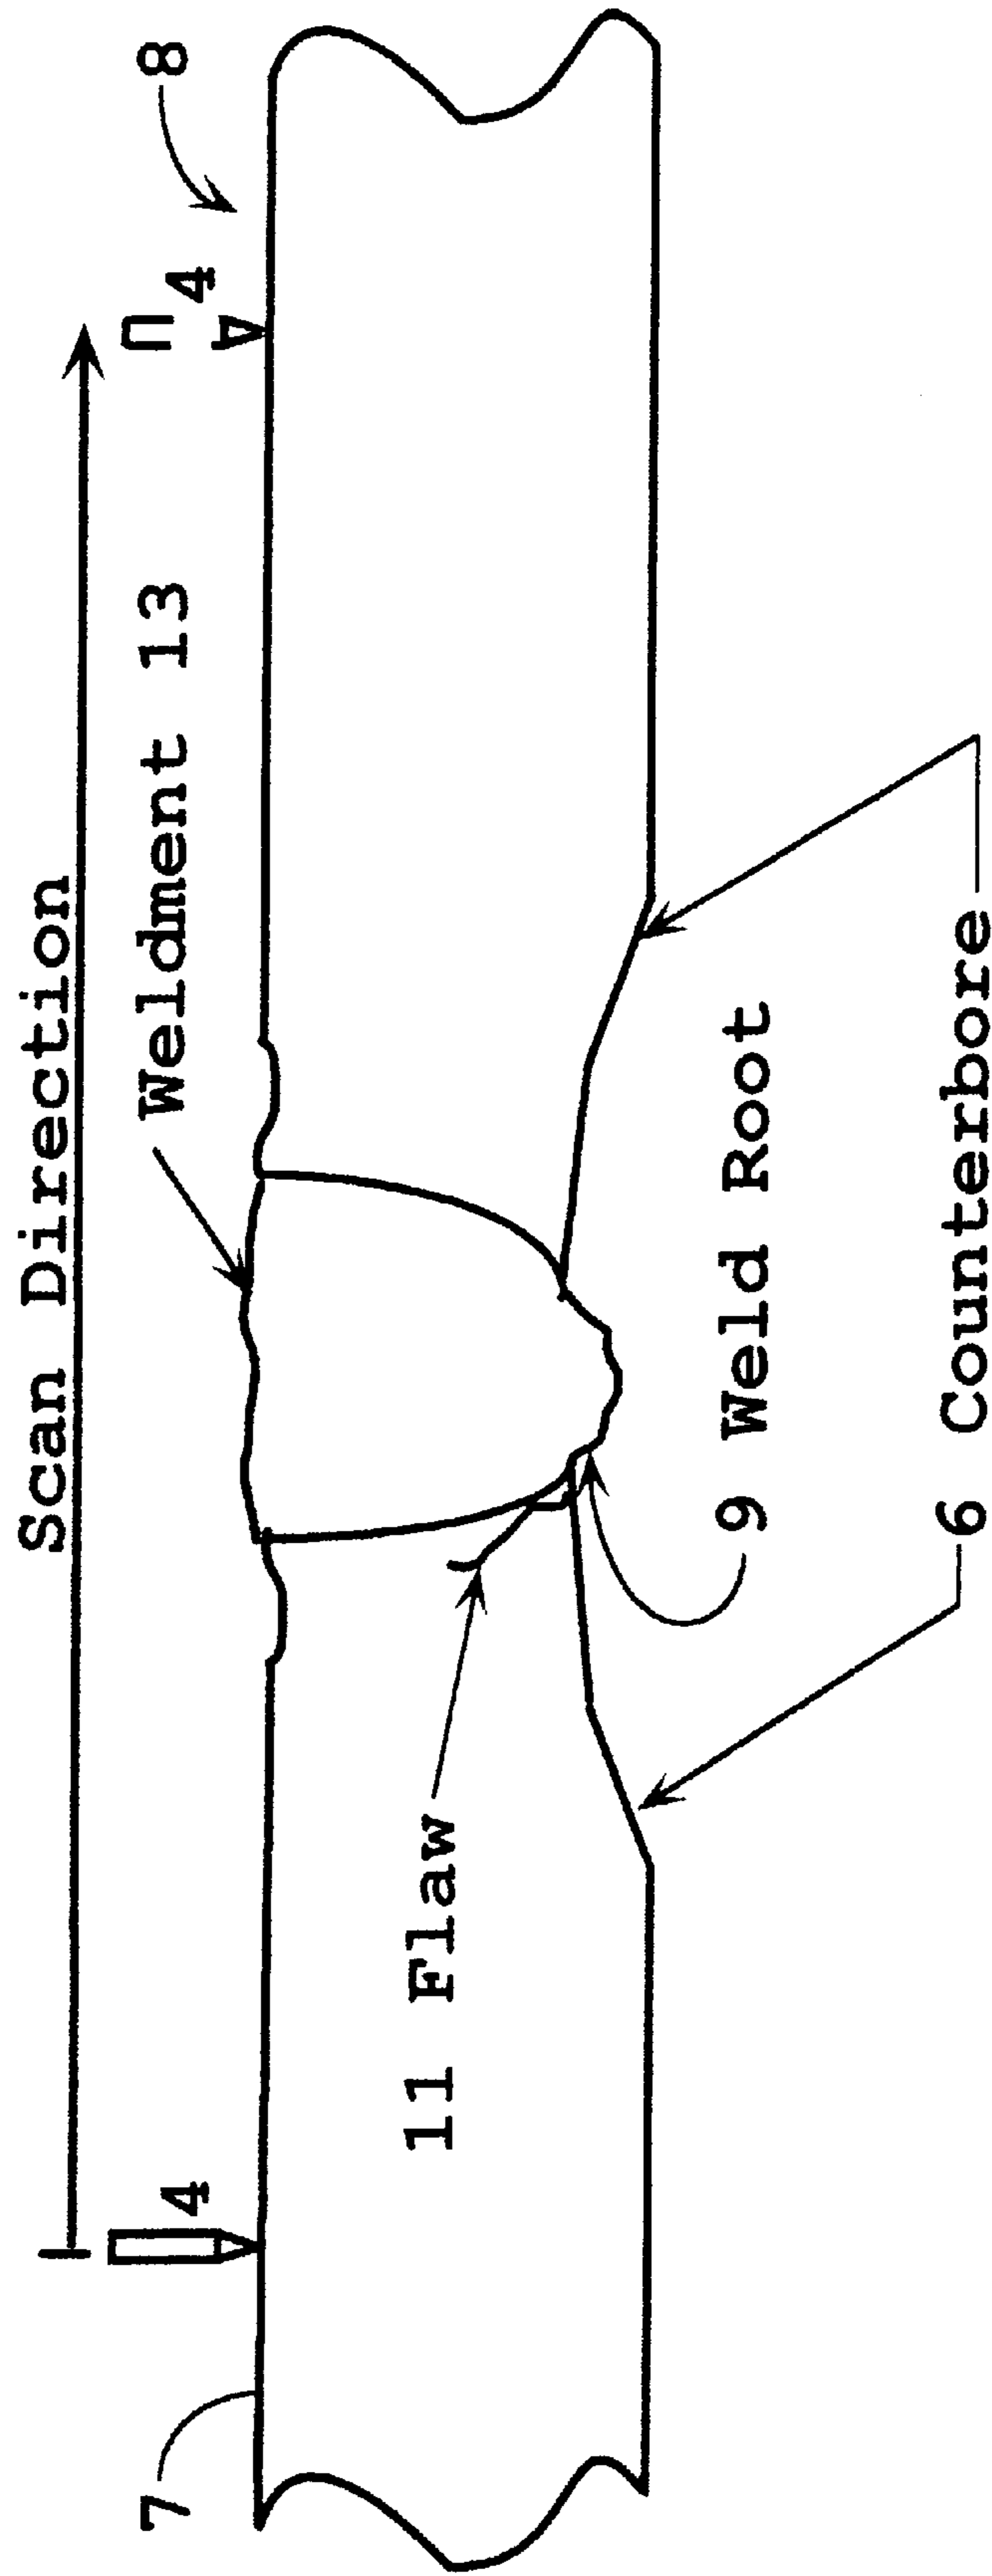 Scan Direction
7
4
Weldment 13
4
8
11 Flaw
9 Weld Root
6 Counterbore